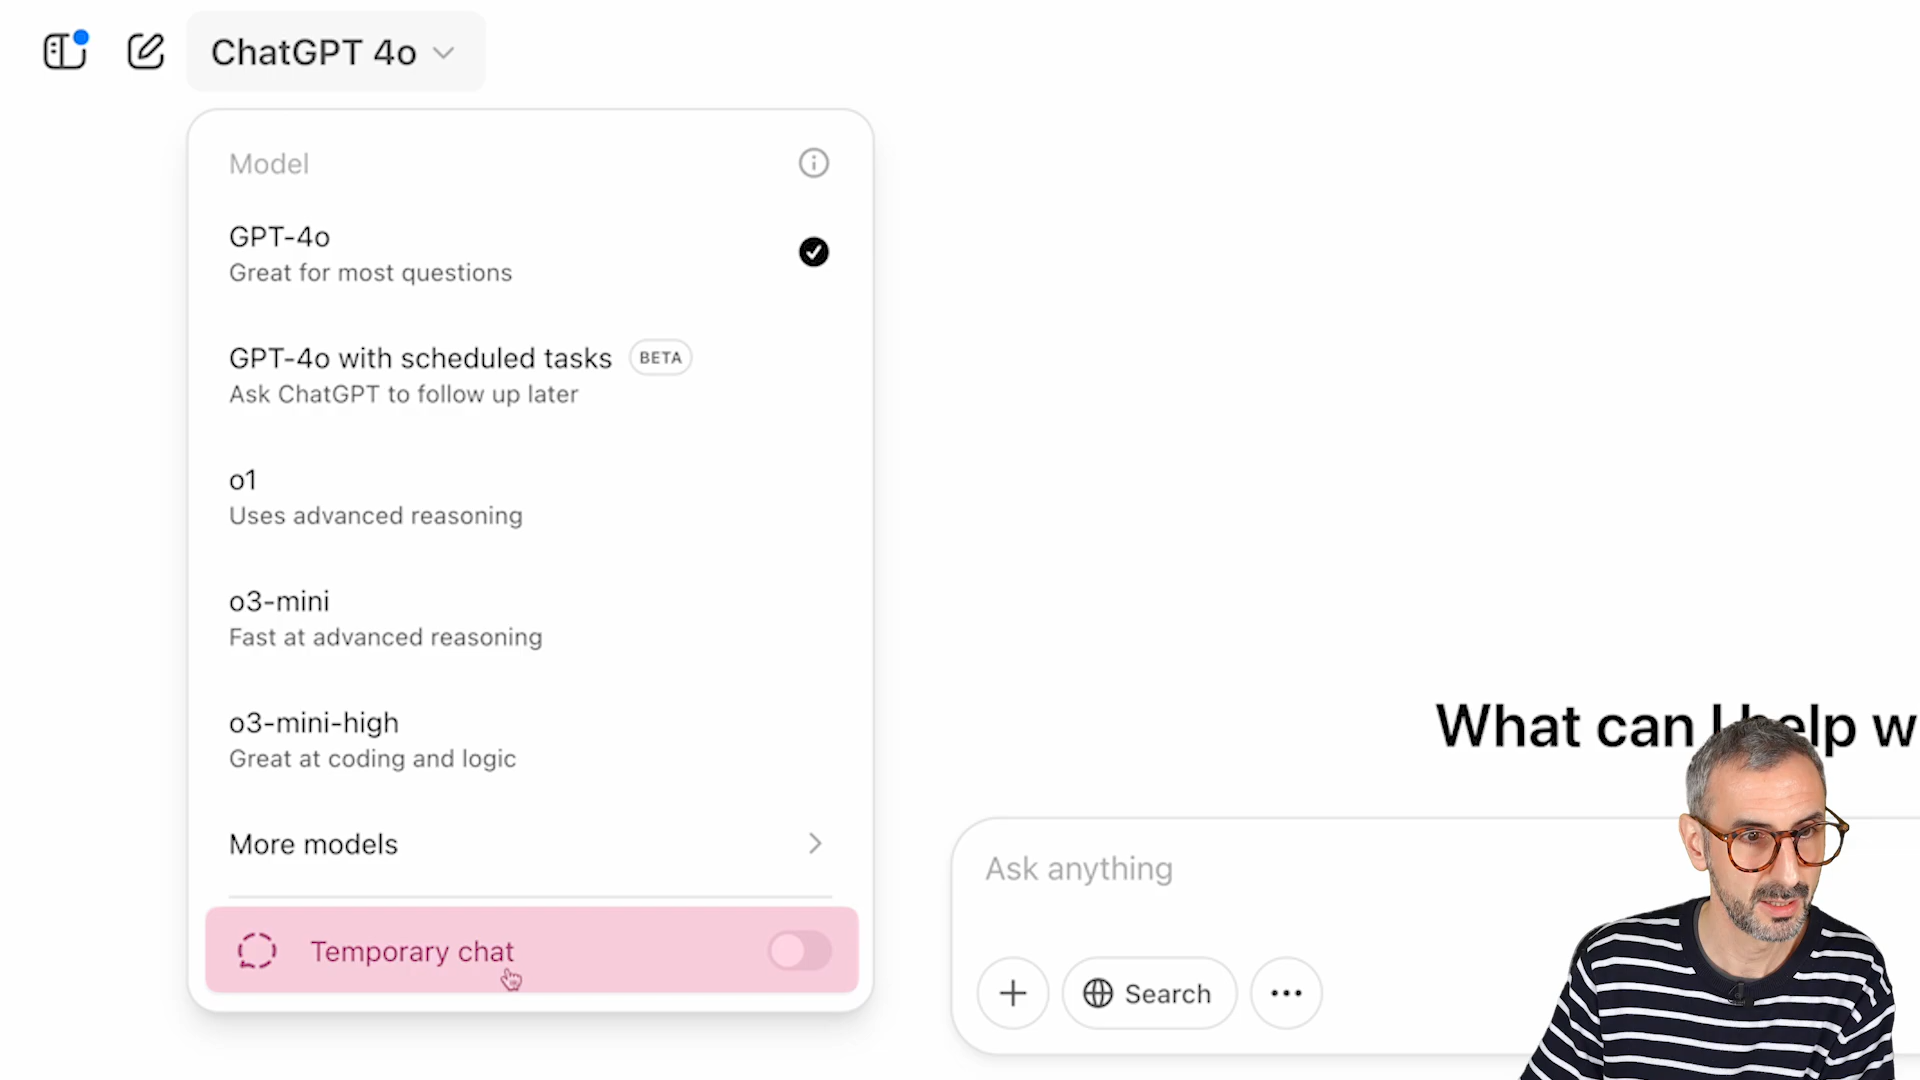 ChatGPT 4o
Model
GPT-4o
Great for most questions
GPT-4o with scheduled tasks BETA
Ask ChatGPT to follow up later
o1
Uses advanced reasoning
o3-mini
Fast at advanced reasoning
o3-mini-high
Great at coding and logic
More models
Temporary chat
What can I help w
Ask anything
Search